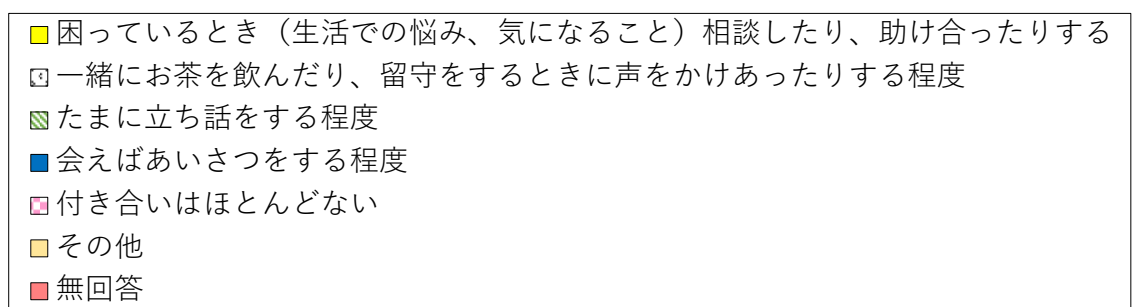 困っているとき（生活での悩み、気になること）相談したり、助け合ったりする
一緒にお茶を飲んだり、留守をするときに声をかけあったりする程度
たまに立ち話をする程度
会えばあいさつをする程度
付き合いはほとんどない
その他
無回答